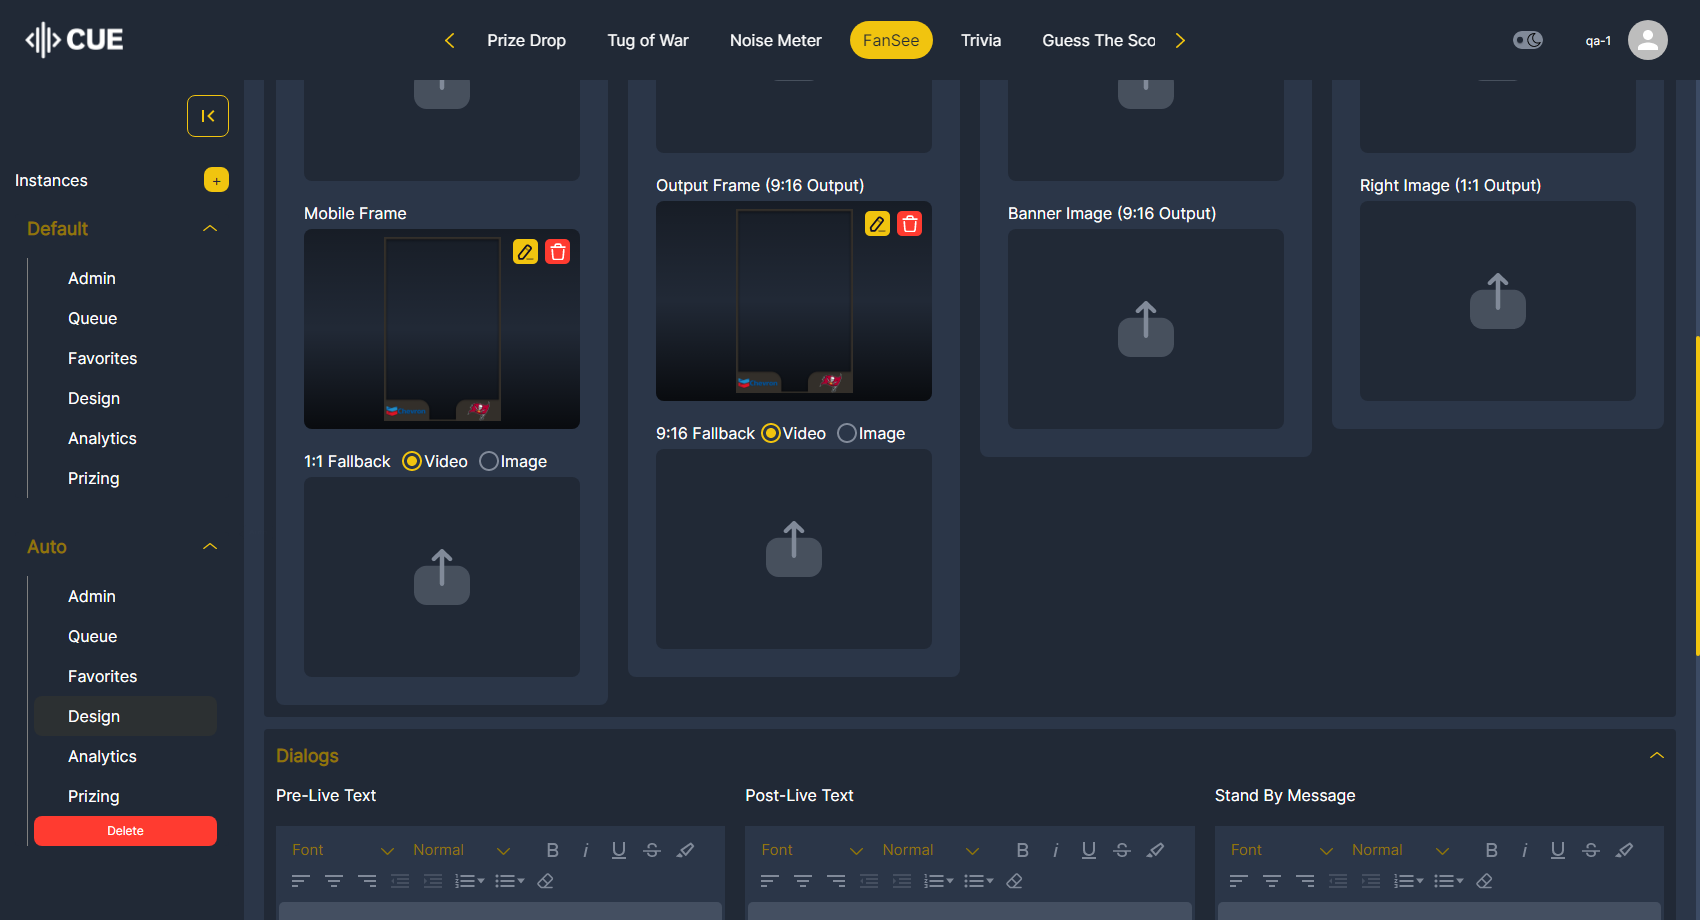 CUE
Prize Drop
Tug of War
Noise Meter
FanSee
Trivia
Guess The Sco
qa-1
Instances
+
Default
Admin
Queue
Favorites
Design
Analytics
Prizing
Auto
Admin
Queue
Favorites
Design
Analytics
Prizing
Delete
Mobile Frame
1:1 Fallback Video Image
Output Frame (9:16 Output)
9:16 Fallback Video Image
Banner Image (9:16 Output)
Right Image (1:1 Output)
Dialogs
Pre-Live Text
Font Normal B i U S
Post-Live Text
Font Normal B i U S
Stand By Message
Font Normal B i U S